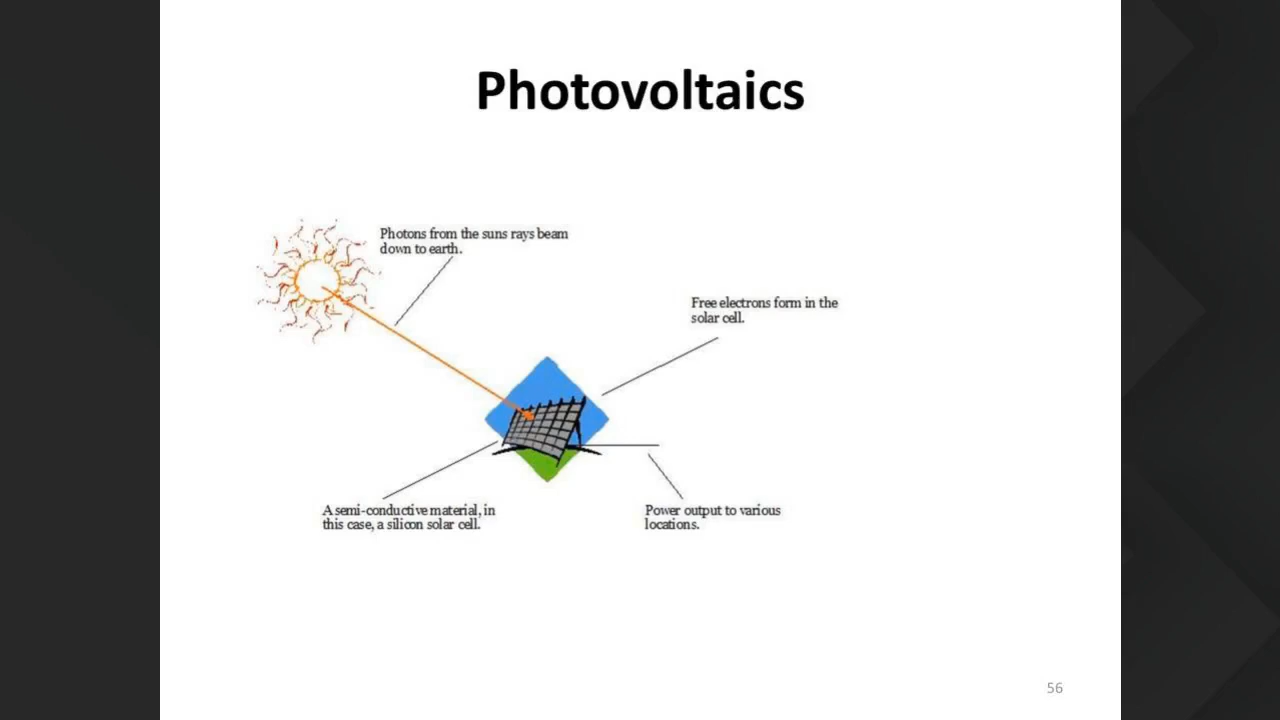 Photovoltaics
Photons from the suns rays beam
down to earth.
Free electrons form in the
solar cell.
A semi-conductive material, in
this case, a silicon solar cell.
Power output to various
locations.
56